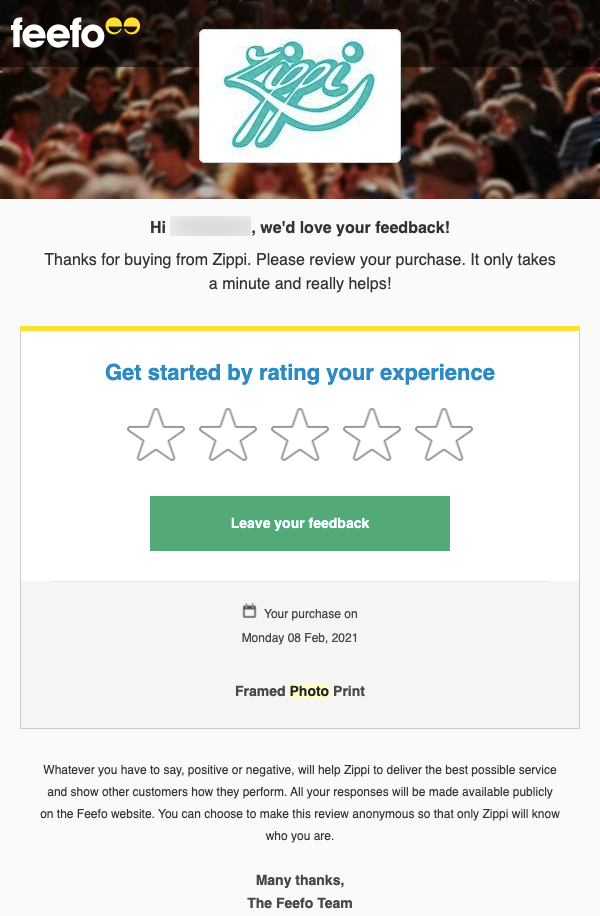 feefo
Zippi
Hi , we'd love your feedback!
Thanks for buying from Zippi. Please review your purchase. It only takes
a minute and really helps!
Get started by rating your experience
Leave your feedback
Your purchase on
Monday 08 Feb, 2021
Framed Photo Print
Whatever you have to say, positive or negative, will help Zippi to deliver the best possible service
and show other customers how they perform. All your responses will be made available publicly
on the Feefo website. You can choose to make this review anonymous so that only Zippi will know
who you are.
Many thanks,
The Feefo Team